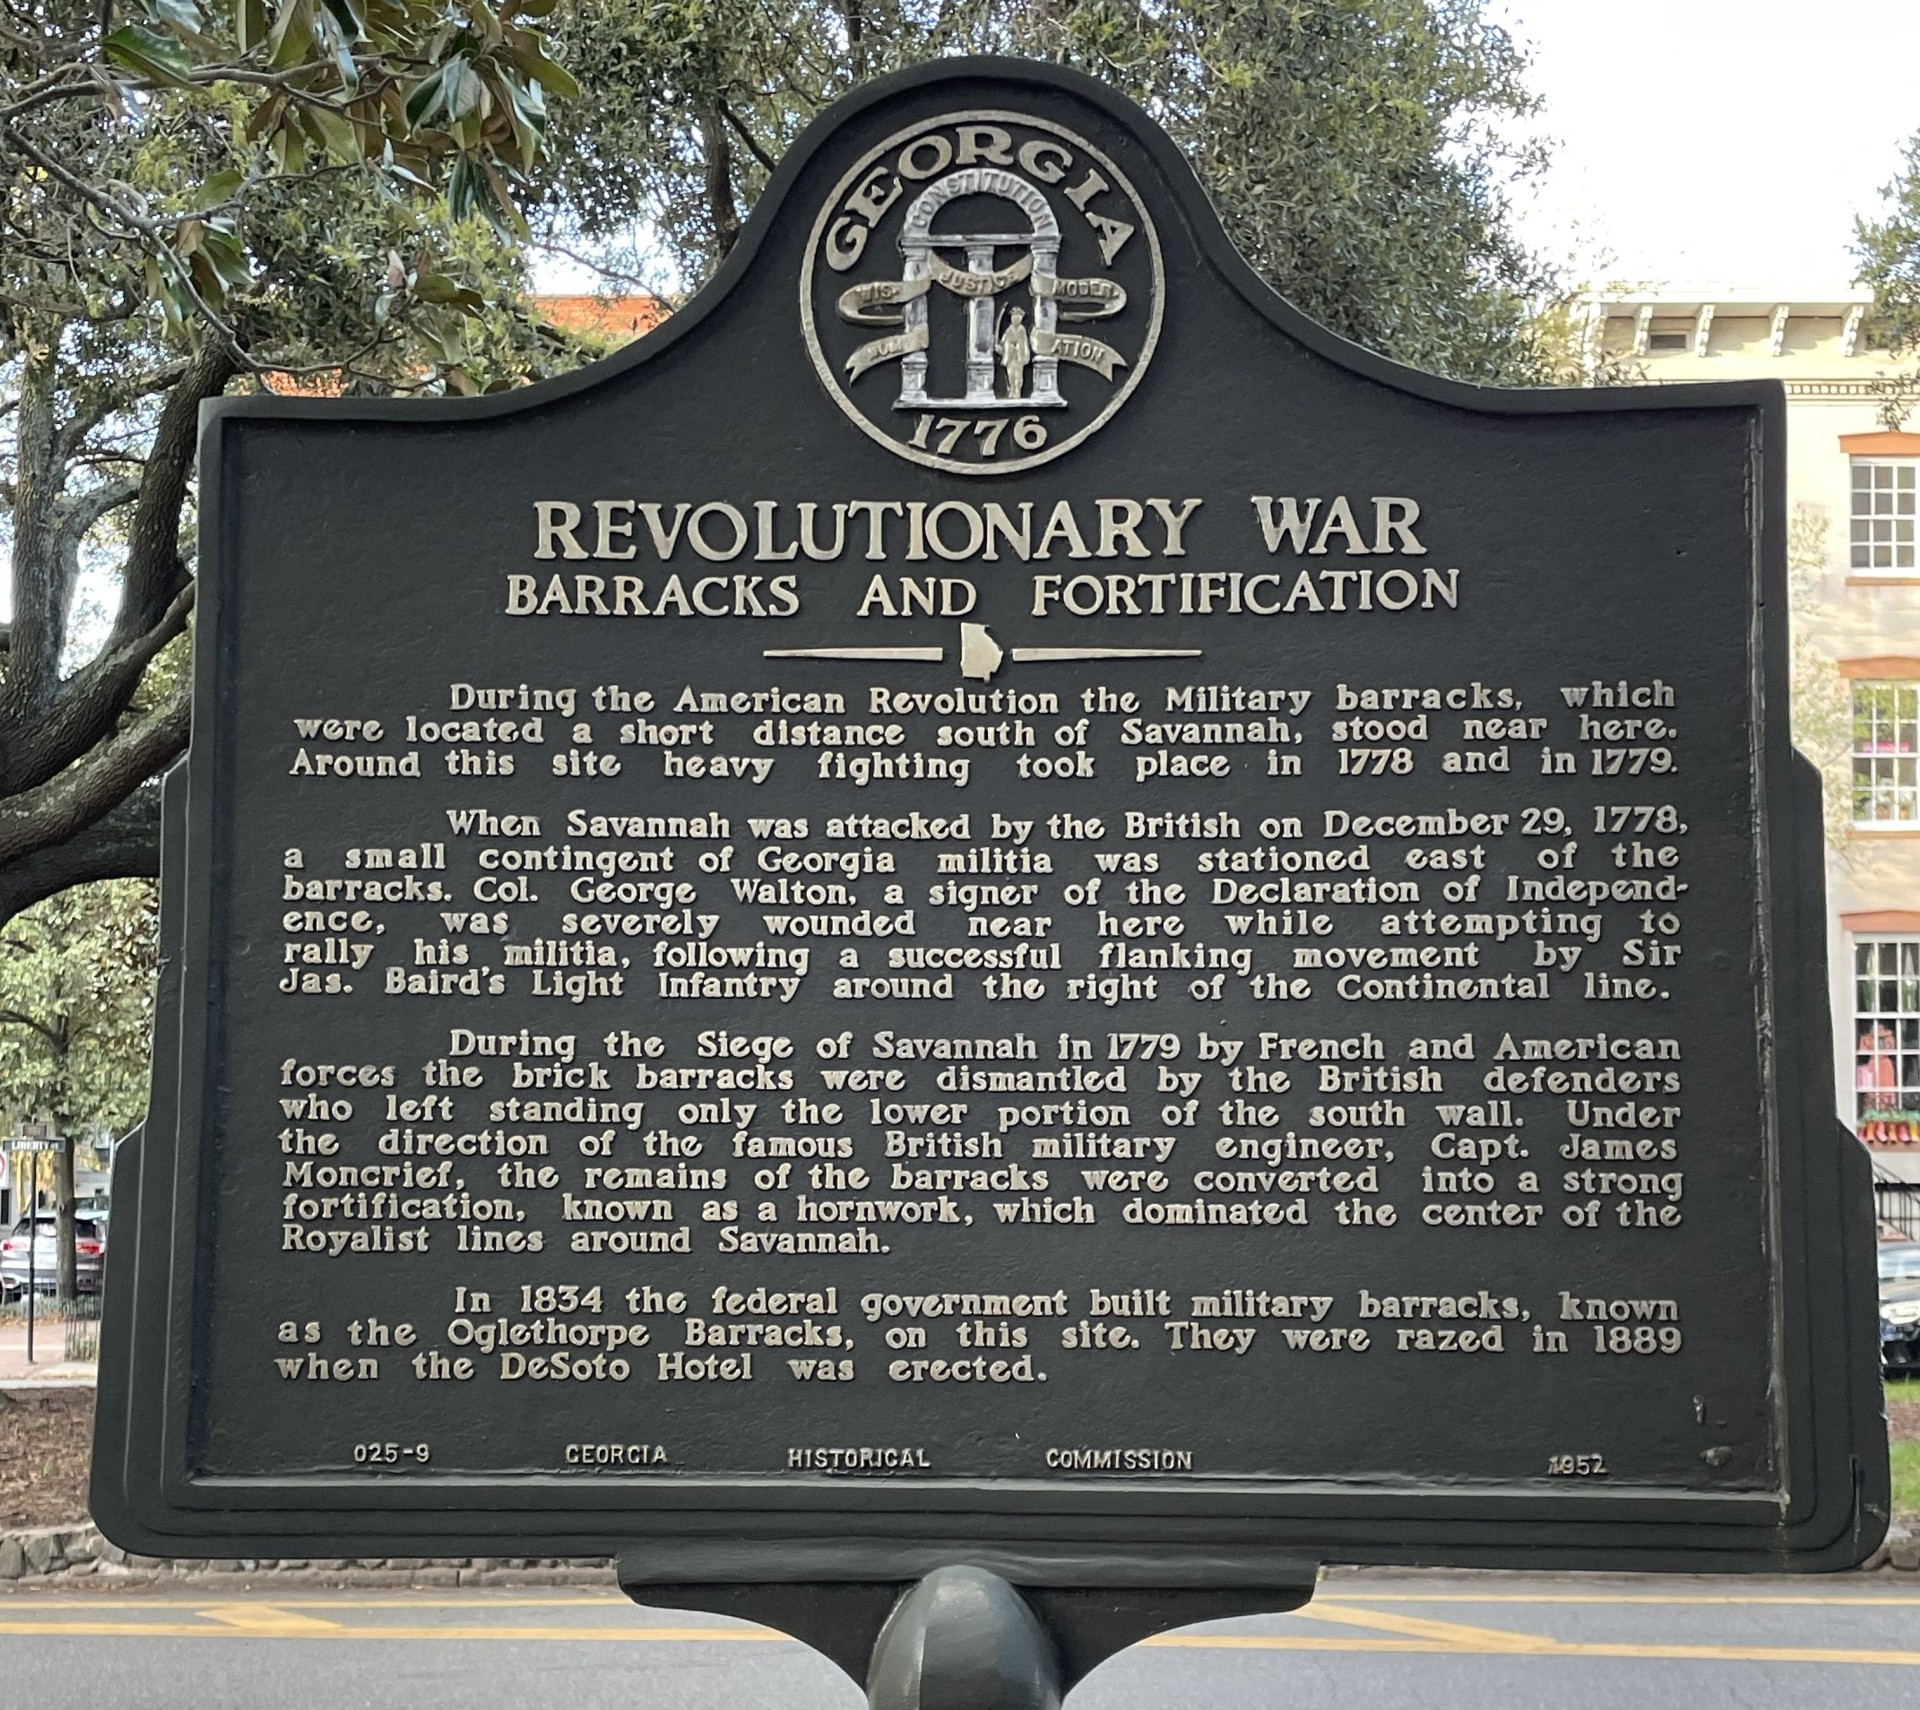 GEORGIA
CONSTITUTION
WIS- JUSTICE MODER
DOM ATION
1776
REVOLUTIONARY WAR
BARRACKS AND FORTIFICATION
During the American Revolution the Military barracks, which
were located a short distance south of Savannah, stood near here.
Around this site heavy fighting took place in 1778 and in 1779.
When Savannah was attacked by the British on December 29, 1778,
a small contingent of Georgia militia was stationed east of the
barracks. Col. George Walton, a signer of the Declaration of Independ-
ence, was severely wounded near here while attempting to
rally his militia, following a successful flanking movement by Sir
Jas. Baird's Light Infantry around the right of the Continental line.
During the Siege of Savannah in 1779 by French and American
forces the brick barracks were dismantled by the British defenders
who left standing only the lower portion of the south wall. Under
the direction of the famous British military engineer, Capt. James
Moncrief, the remains of the barracks were converted into a strong
fortification, known as a hornwork, which dominated the center of the
Royalist lines around Savannah.
In 1834 the federal government built military barracks, known
as the Oglethorpe Barracks, on this site. They were razed in 1889
when the DeSoto Hotel was erected.
025-9 GEORGIA HISTORICAL COMMISSION 1952
LIBERTY